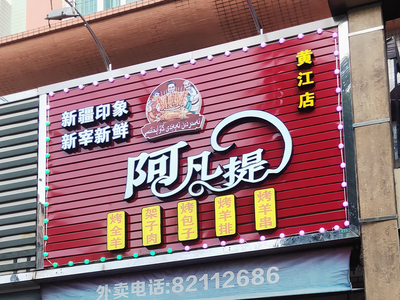 新疆印象
新宰新鲜
黄江店
阿凡提
烤全羊
架子肉
烤包子
烤羊排
烤羊串
外卖电话:82112686